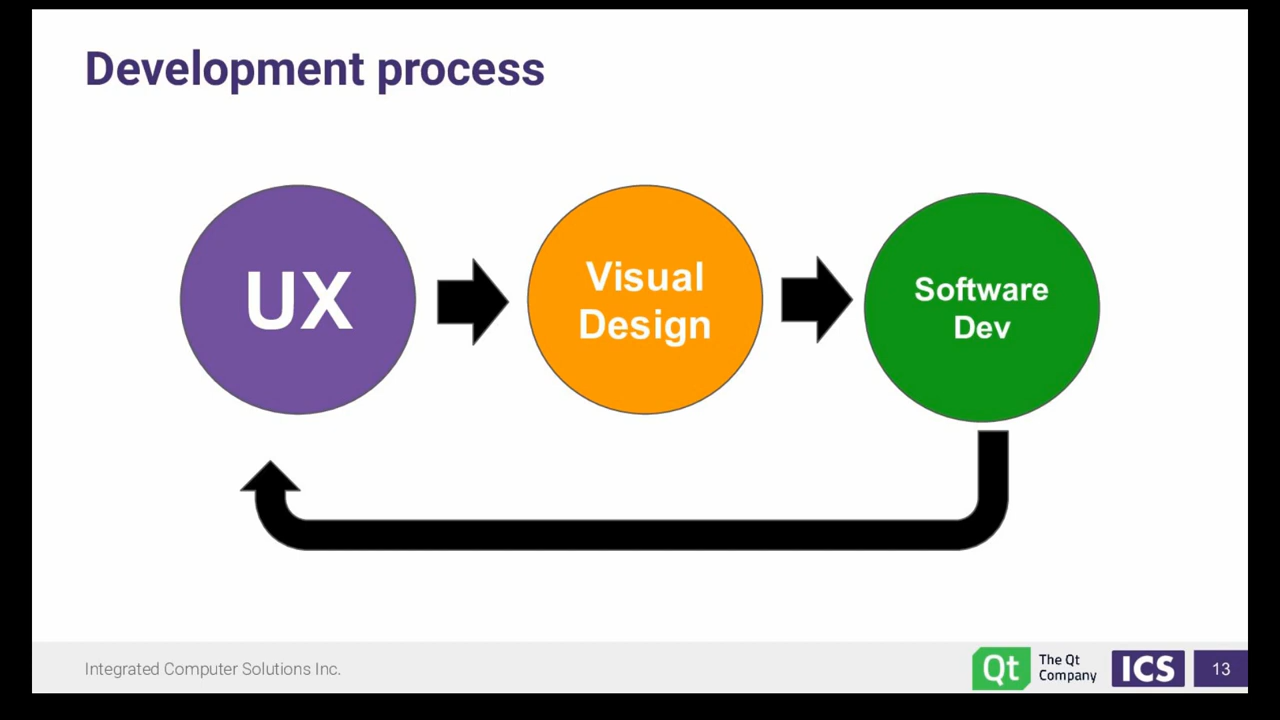 Development process
UX
Visual
Design
Software
Dev
Integrated Computer Solutions Inc.
Qt
The Qt
Company
ICS
13